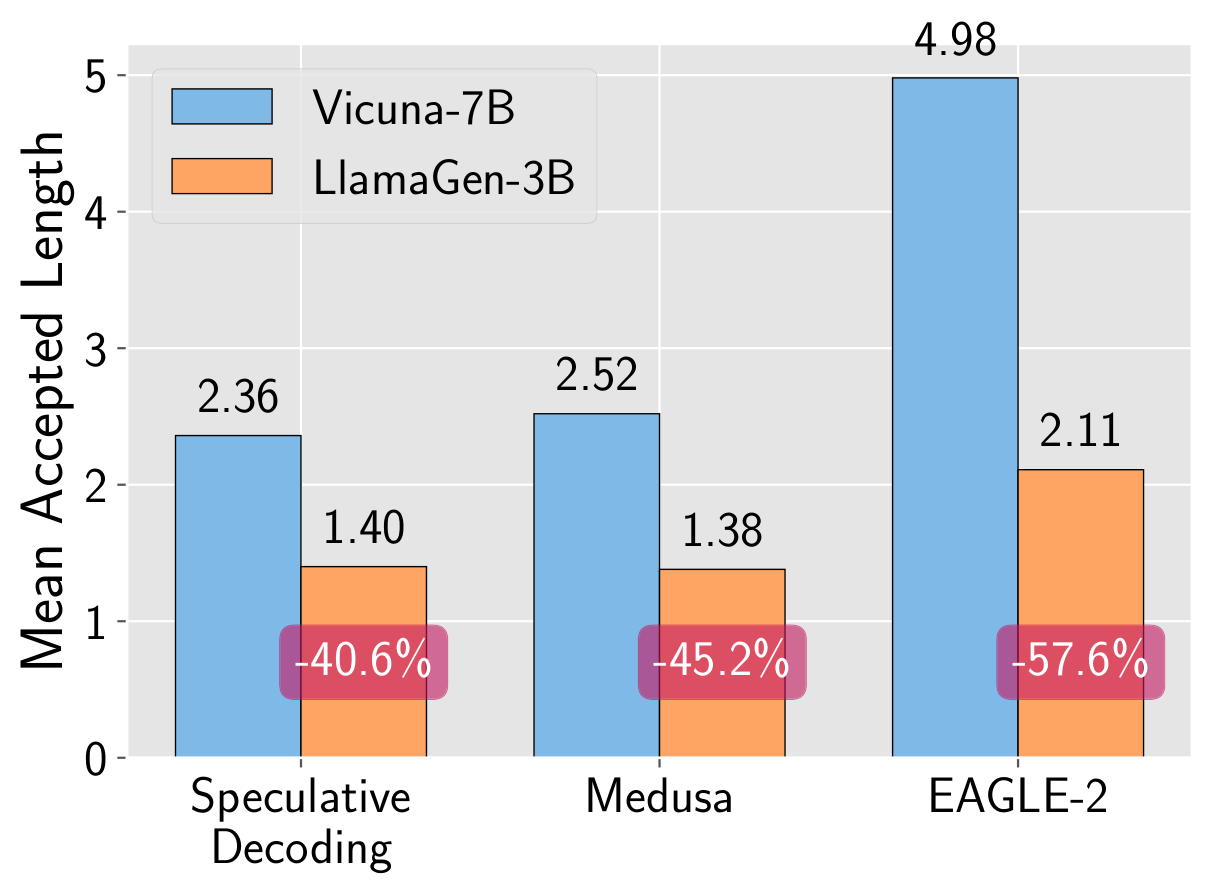 4.98
5
Vicuna-7B
LlamaGen-3B
4
Mean Accepted Length
3
2.36
2.52
2.11
2
1.40
1.38
1
-40.6%
-45.2%
-57.6%
0
Speculative
Decoding
Medusa
EAGLE-2